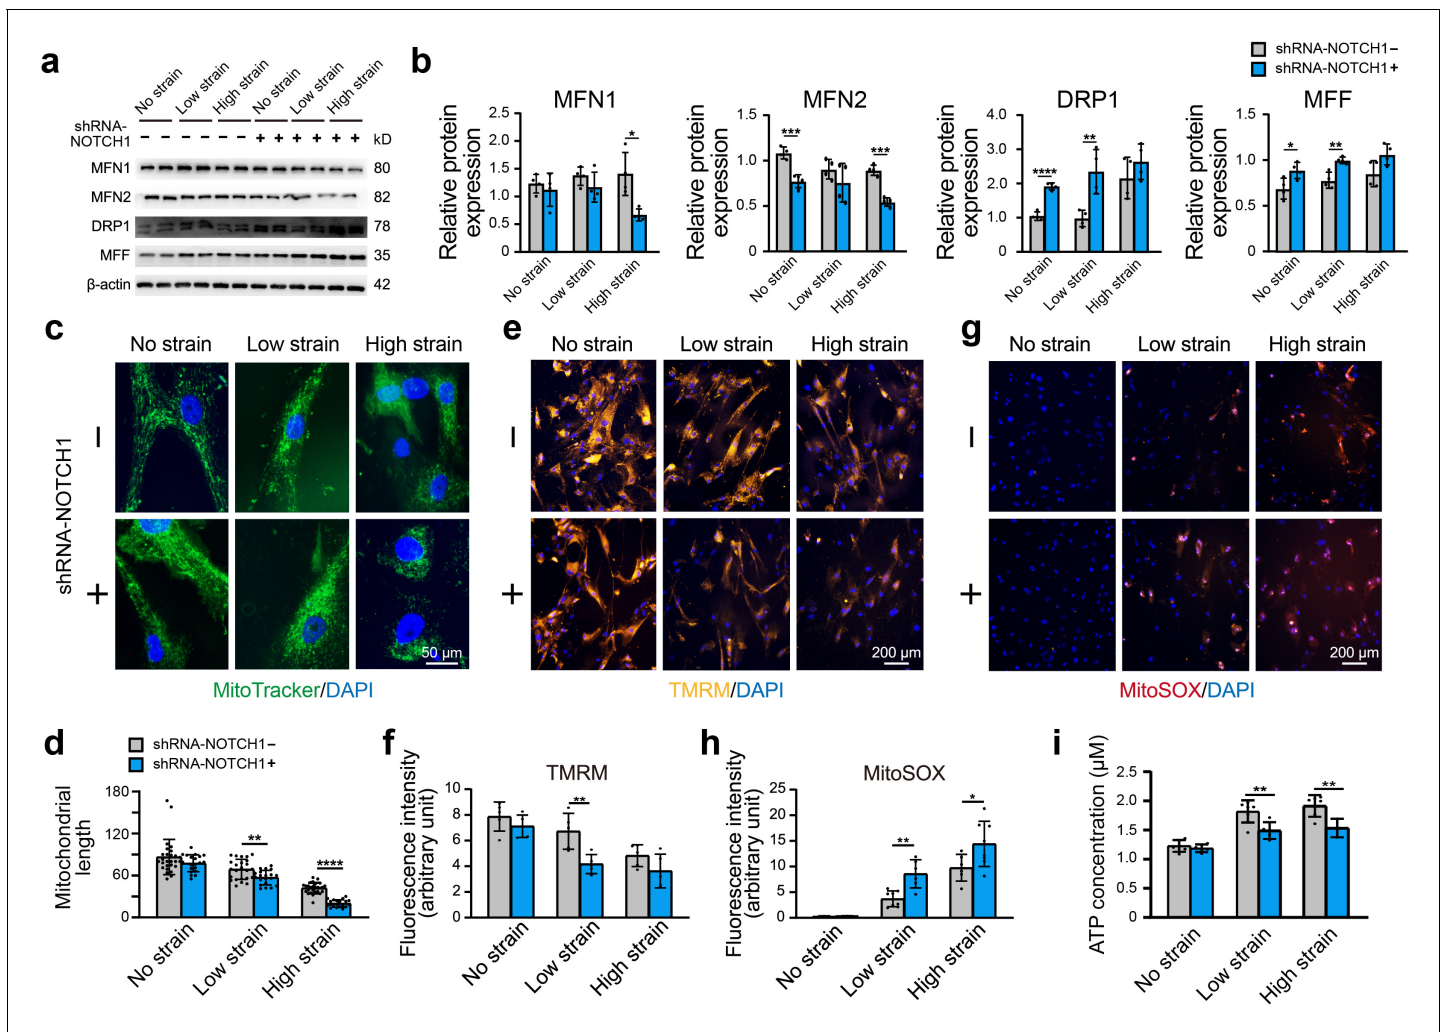 a
No strain
Low strain
High strain
No strain
Low strain
High strain
shRNA-
NOTCH1
− − − − − − + + + + + +
kD
MFN1 80
MFN2 82
DRP1 78
MFF 35
β-actin 42
b
shRNA-NOTCH1−
shRNA-NOTCH1+
MFN1
Relative protein
expression
2.5
2.0
1.5
1.0
0.5
0
*
No strain
Low strain
High strain
MFN2
Relative protein
expression
1.5
1.0
0.5
0
***
***
No strain
Low strain
High strain
DRP1
Relative protein
expression
4.0
3.0
2.0
1.0
0
****
**
No strain
Low strain
High strain
MFF
Relative protein
expression
1.5
1.0
0.5
0
*
**
No strain
Low strain
High strain
c
No strain Low strain High strain
shRNA-NOTCH1
−
+
50 µm
MitoTracker/DAPI
e
No strain Low strain High strain
−
+
200 µm
TMRM/DAPI
g
No strain Low strain High strain
−
+
200 µm
MitoSOX/DAPI
d
shRNA-NOTCH1−
shRNA-NOTCH1+
Mitochondrial
length
180
120
60
0
**
****
No strain
Low strain
High strain
f
TMRM
Fluorescence intensity
(arbitrary unit)
10
8
6
4
2
0
**
No strain
Low strain
High strain
h
MitoSOX
Fluorescence intensity
(arbitrary unit)
25
20
15
10
5
0
**
*
No strain
Low strain
High strain
i
ATP concentration (µM)
2.5
2.0
1.5
1.0
0.5
0
**
**
No strain
Low strain
High strain